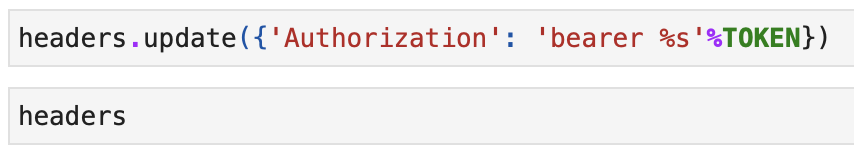 headers.update({'Authorization': 'bearer %s'%TOKEN})
headers